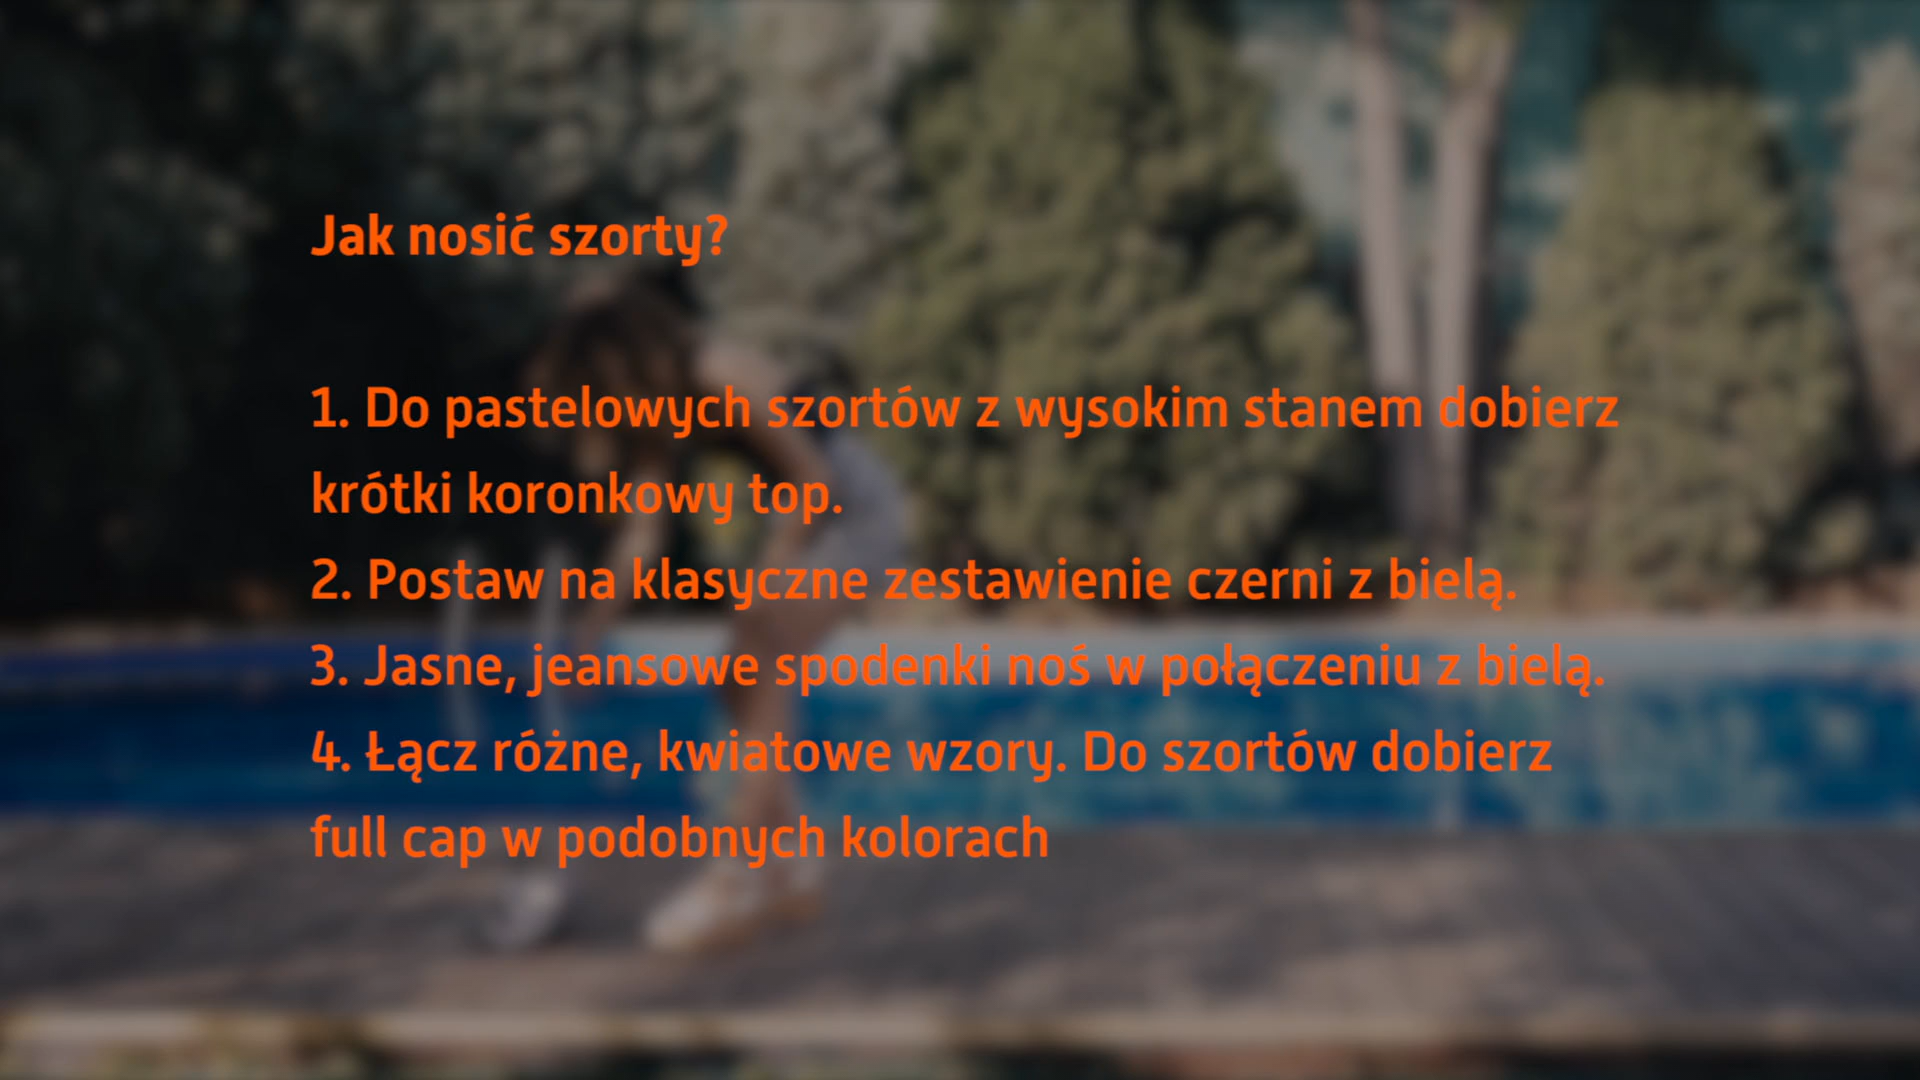 Jak nosić szorty?
1. Do pastelowych szortów z wysokim stanem dobierz
krótki koronkowy top.
2. Postaw na klasyczne zestawienie czerni z bielą.
3. Jasne, jeansowe spodenki noś w połączeniu z bielą.
4. Łącz różne, kwiatowe wzory. Do szortów dobierz
full cap w podobnych kolorach